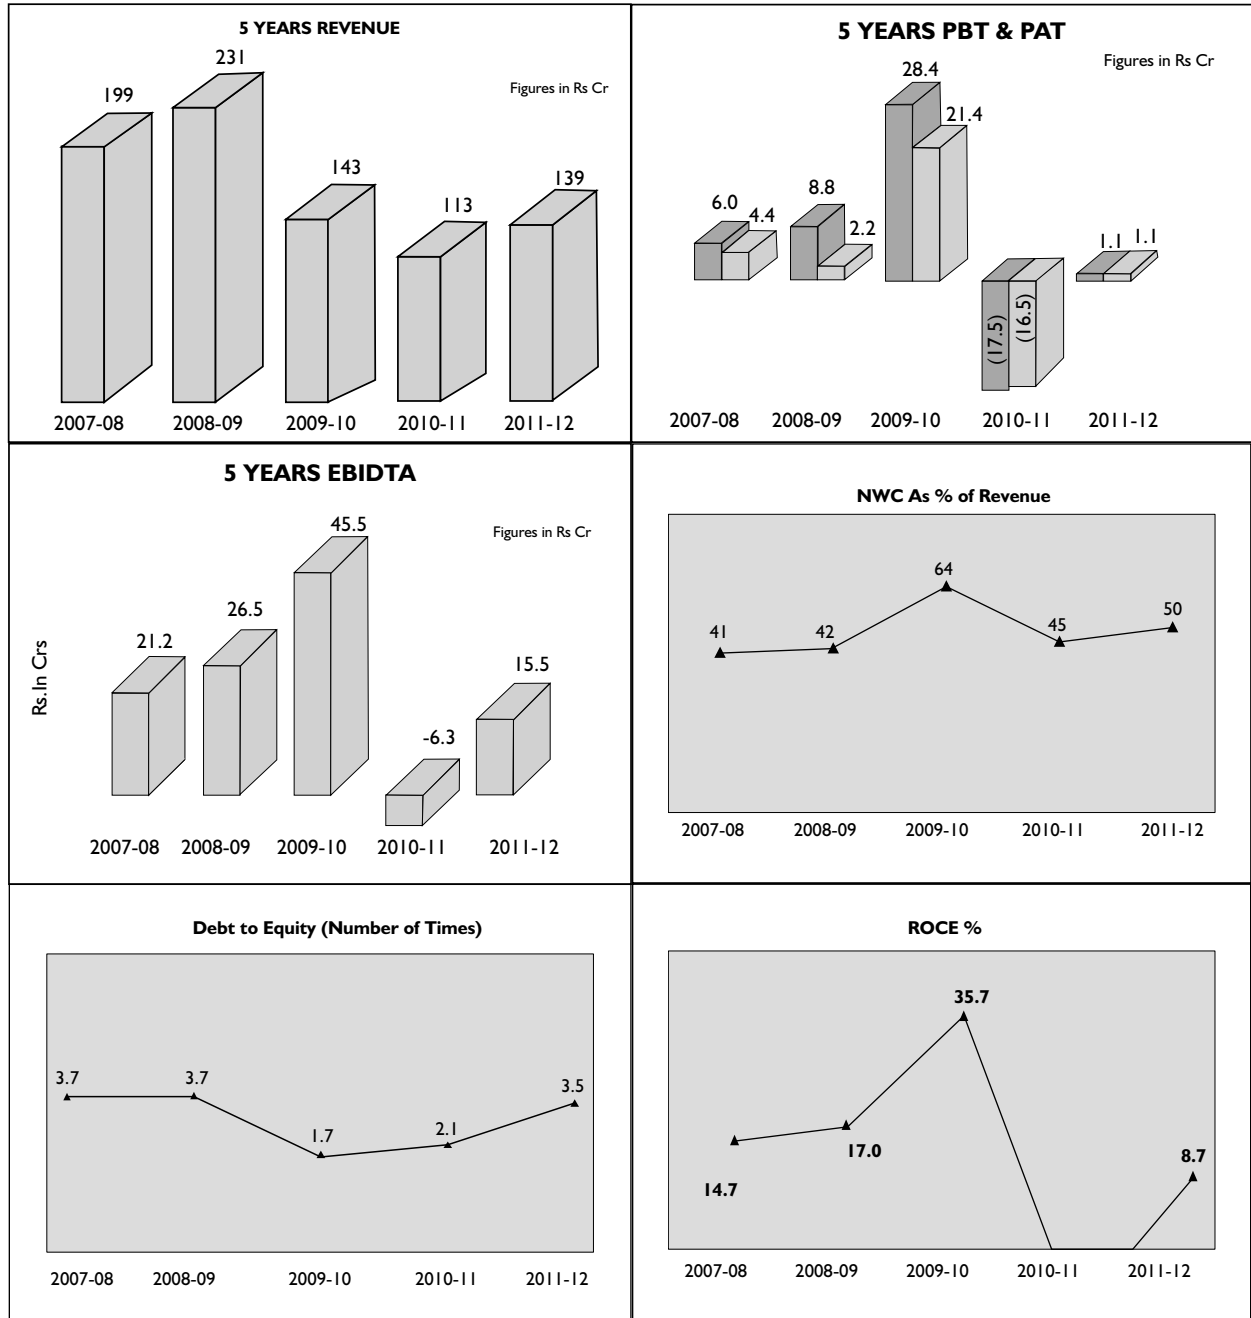 5 YEARS REVENUE
Figures in Rs Cr
199
231
143
113
139
2007-08 2008-09 2009-10 2010-11 2011-12
5 YEARS PBT & PAT
Figures in Rs Cr
6.0
4.4
8.8
2.2
28.4
21.4
(17.5)
(16.5)
1.1
1.1
2007-08 2008-09 2009-10 2010-11 2011-12
5 YEARS EBIDTA
Figures in Rs Cr
Rs.In Crs
21.2
26.5
45.5
-6.3
15.5
2007-08 2008-09 2009-10 2010-11 2011-12
NWC As % of Revenue
41
42
64
45
50
2007-08 2008-09 2009-10 2010-11 2011-12
Debt to Equity (Number of Times)
3.7
3.7
1.7
2.1
3.5
2007-08 2008-09 2009-10 2010-11 2011-12
ROCE %
14.7
17.0
35.7
8.7
2007-08 2008-09 2009-10 2010-11 2011-12